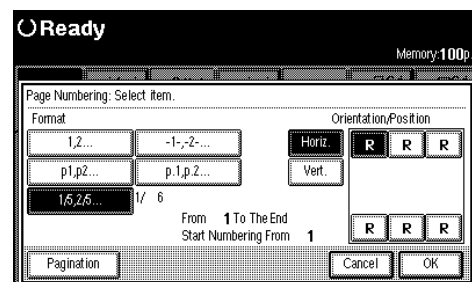 Ready
Memory:100p
Page Numbering: Select item.
Format
Orientation/Position
1,2...
-1-,-2-...
Horiz.
R R R
p1,p2...
p.1,p.2...
Vert.
1/5,2/5...
1/ 6
From 1 To The End
Start Numbering From 1
R R R
Pagination
Cancel
OK